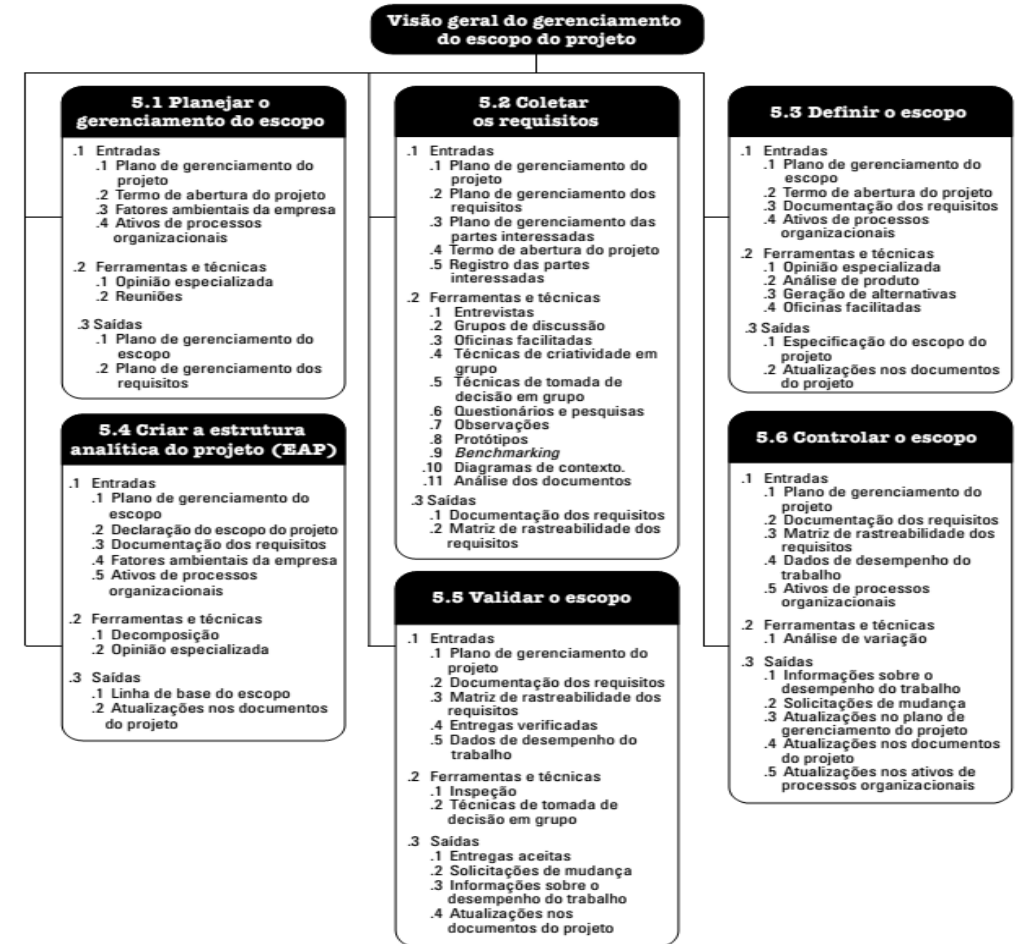 Visão geral do gerenciamento
do escopo do projeto
5.1 Planejar o
gerenciamento do escopo
.1 Entradas
.1 Plano de gerenciamento do
projeto
.2 Termo de abertura do projeto
.3 Fatores ambientais da empresa
.4 Ativos de processos
organizacionais
.2 Ferramentas e técnicas
.1 Opinião especializada
.2 Reuniões
.3 Saídas
.1 Plano de gerenciamento do
escopo
.2 Plano de gerenciamento dos
requisitos
5.2 Coletar
os requisitos
.1 Entradas
.1 Plano de gerenciamento do
projeto
.2 Plano de gerenciamento dos
requisitos
.3 Plano de gerenciamento das
partes interessadas
.4 Termo de abertura do projeto
.5 Registro das partes
interessadas
.2 Ferramentas e técnicas
.1 Entrevistas
.2 Grupos de discussão
.3 Oficinas facilitadas
.4 Técnicas de criatividade em
grupo
.5 Técnicas de tomada de
decisão em grupo
.6 Questionários e pesquisas
.7 Observações
.8 Protótipos
.9 Benchmarking
.10 Diagramas de contexto.
.11 Análise dos documentos
.3 Saídas
.1 Documentação dos requisitos
.2 Matriz de rastreabilidade dos
requisitos
5.3 Definir o escopo
.1 Entradas
.1 Plano de gerenciamento do
escopo
.2 Termo de abertura do projeto
.3 Documentação dos requisitos
.4 Ativos de processos
organizacionais
.2 Ferramentas e técnicas
.1 Opinião especializada
.2 Análise de produto
.3 Geração de alternativas
.4 Oficinas facilitadas
.3 Saídas
.1 Especificação do escopo do
projeto
.2 Atualizações nos documentos
do projeto
5.4 Criar a estrutura
analítica do projeto (EAP)
.1 Entradas
.1 Plano de gerenciamento do
escopo
.2 Declaração do escopo do projeto
.3 Documentação dos requisitos
.4 Fatores ambientais da empresa
.5 Ativos de processos
organizacionais
.2 Ferramentas e técnicas
.1 Decomposição
.2 Opinião especializada
.3 Saídas
.1 Linha de base do escopo
.2 Atualizações nos documentos
do projeto
5.5 Validar o escopo
.1 Entradas
.1 Plano de gerenciamento do
projeto
.2 Documentação dos requisitos
.3 Matriz de rastreabilidade dos
requisitos
.4 Entregas verificadas
.5 Dados de desempenho do
trabalho
.2 Ferramentas e técnicas
.1 Inspeção
.2 Técnicas de tomada de
decisão em grupo
.3 Saídas
.1 Entregas aceitas
.2 Solicitações de mudança
.3 Informações sobre o
desempenho do trabalho
.4 Atualizações nos
documentos do projeto
5.6 Controlar o escopo
.1 Entradas
.1 Plano de gerenciamento do
projeto
.2 Documentação dos requisitos
.3 Matriz de rastreabilidade dos
requisitos
.4 Dados de desempenho do
trabalho
.5 Ativos de processos
organizacionais
.2 Ferramentas e técnicas
.1 Análise de variação
.3 Saídas
.1 Informações sobre o
desempenho do trabalho
.2 Solicitações de mudança
.3 Atualizações no plano de
gerenciamento do projeto
.4 Atualizações nos documentos
do projeto
.5 Atualizações nos ativos de
processos organizacionais